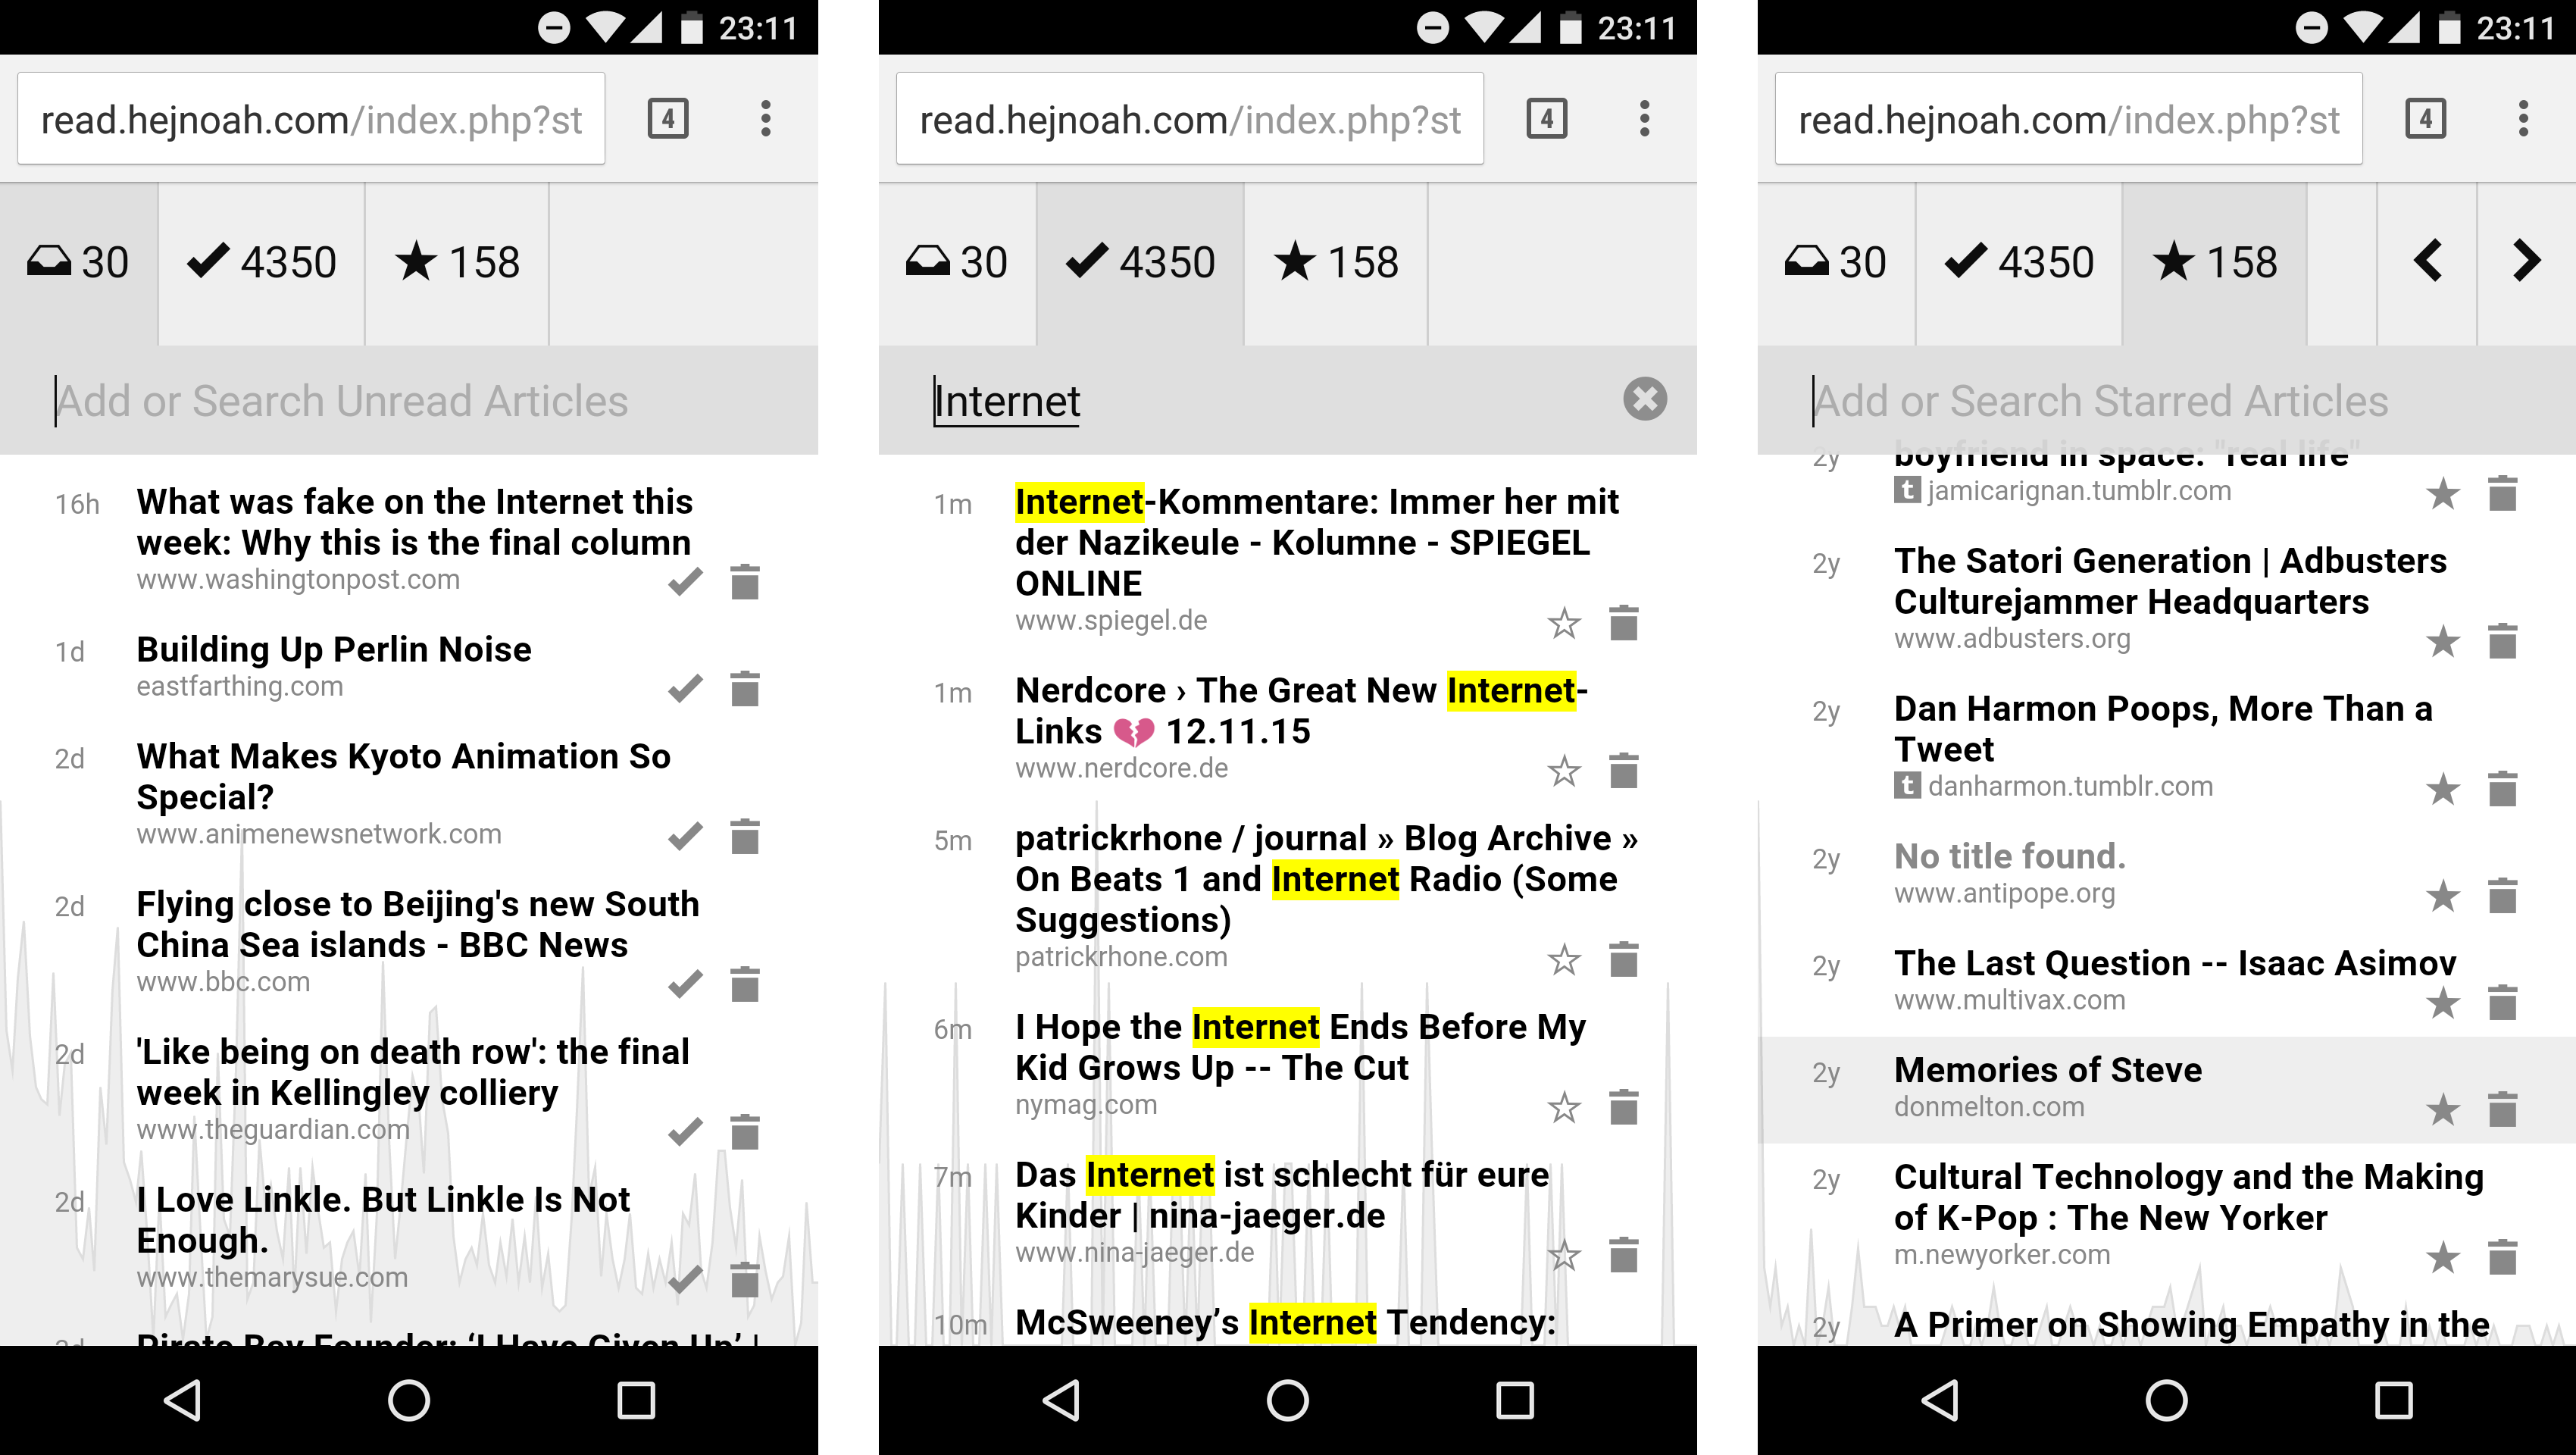 23:11
read.hejnoah.com/index.php?st
4
30
4350
158
Add or Search Unread Articles
16h
What was fake on the Internet this
week: Why this is the final column
www.washingtonpost.com
1d
Building Up Perlin Noise
eastfarthing.com
2d
What Makes Kyoto Animation So
Special?
www.animenewsnetwork.com
2d
Flying close to Beijing's new South
China Sea islands - BBC News
www.bbc.com
2d
'Like being on death row': the final
week in Kellingley colliery
www.theguardian.com
2d
I Love Linkle. But Linkle Is Not
Enough.
www.themarysue.com
Pirate Bay Founder: ‘I Have Given Up’ |
23:11
read.hejnoah.com/index.php?st
4
30
4350
158
Internet
1m
Internet-Kommentare: Immer her mit
der Nazikeule - Kolumne - SPIEGEL
ONLINE
www.spiegel.de
1m
Nerdcore › The Great New Internet-
Links 💔 12.11.15
www.nerdcore.de
5m
patrickrhone / journal » Blog Archive »
On Beats 1 and Internet Radio (Some
Suggestions)
patrickrhone.com
6m
I Hope the Internet Ends Before My
Kid Grows Up -- The Cut
nymag.com
7m
Das Internet ist schlecht für eure
Kinder | nina-jaeger.de
www.nina-jaeger.de
10m
McSweeney’s Internet Tendency:
23:11
read.hejnoah.com/index.php?st
4
30
4350
158
Add or Search Starred Articles
2y
boyfriend in space: "real life"
t jamicarignan.tumblr.com
2y
The Satori Generation | Adbusters
Culturejammer Headquarters
www.adbusters.org
2y
Dan Harmon Poops, More Than a
Tweet
t danharmon.tumblr.com
2y
No title found.
www.antipope.org
2y
The Last Question -- Isaac Asimov
www.multivax.com
2y
Memories of Steve
donmelton.com
2y
Cultural Technology and the Making
of K-Pop : The New Yorker
m.newyorker.com
2y
A Primer on Showing Empathy in the